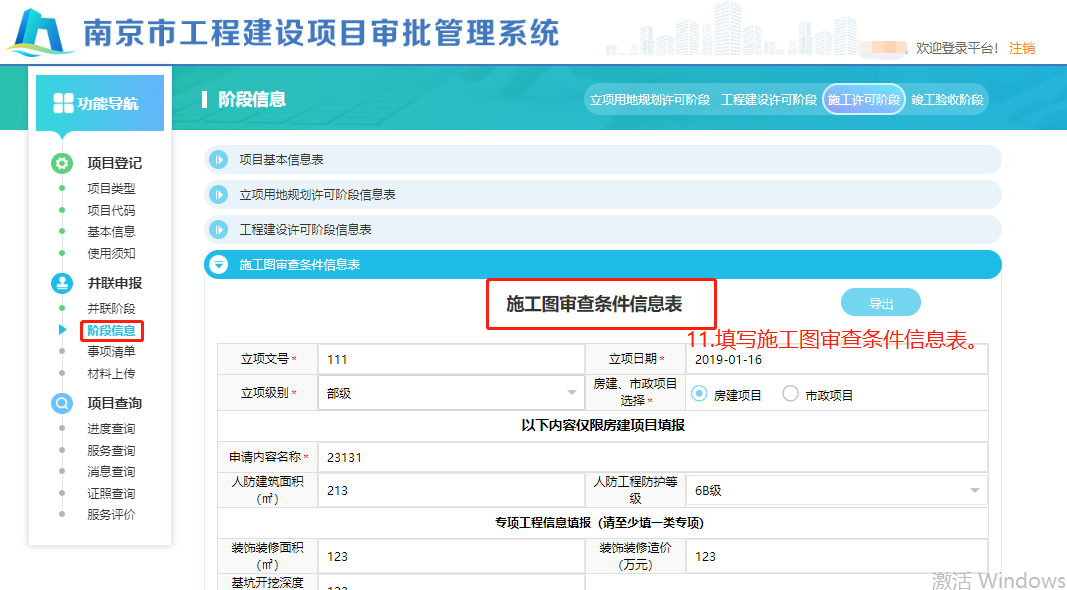 南京市工程建设项目审批管理系统
, 欢迎登录平台! 注销
功能导航
阶段信息
立项用地规划许可阶段 工程建设许可阶段 施工许可阶段 竣工验收阶段
项目登记
项目类型
项目代码
基本信息
使用须知
并联申报
并联阶段
阶段信息
事项清单
材料上传
项目查询
进度查询
服务查询
消息查询
证照查询
服务评价
项目基本信息表
立项用地规划许可阶段信息表
工程建设许可阶段信息表
施工图审查条件信息表
施工图审查条件信息表
导出
11.填写施工图审查条件信息表。
立项文号* 111 立项日期* 2019-01-16
立项级别* 部级 房建、市政项目
选择* 房建项目 市政项目
以下内容仅限房建项目填报
申请内容名称* 23131
人防建筑面积
(㎡) 213 人防工程防护等
级 6B级
专项工程信息填报（请至少填一类专项)
装饰装修面积
(㎡) 123 装饰装修造价
(万元) 123
基坑开挖深度
激活 Windows